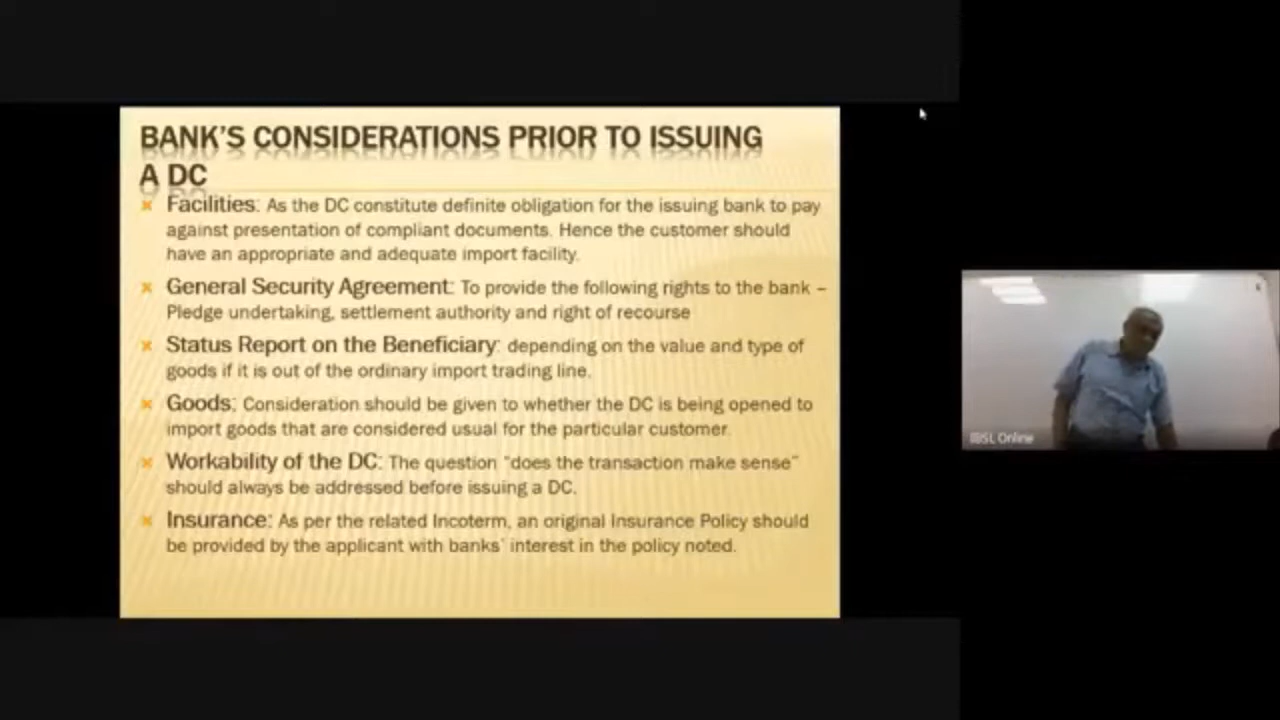 BANK'S CONSIDERATIONS PRIOR TO ISSUING
A DC
Facilities: As the DC constitute definite obligation for the issuing bank to pay
against presentation of compliant documents. Hence the customer should
have an appropriate and adequate import facility.
General Security Agreement: To provide the following rights to the bank –
Pledge undertaking, settlement authority and right of recourse
Status Report on the Beneficiary: depending on the value and type of
goods if it is out of the ordinary import trading line.
Goods: Consideration should be given to whether the DC is being opened to
import goods that are considered usual for the particular customer.
Workability of the DC: The question "does the transaction make sense"
should always be addressed before issuing a DC.
Insurance: As per the related Incoterm, an original Insurance Policy should
be provided by the applicant with banks' interest in the policy noted.
IBSL Online